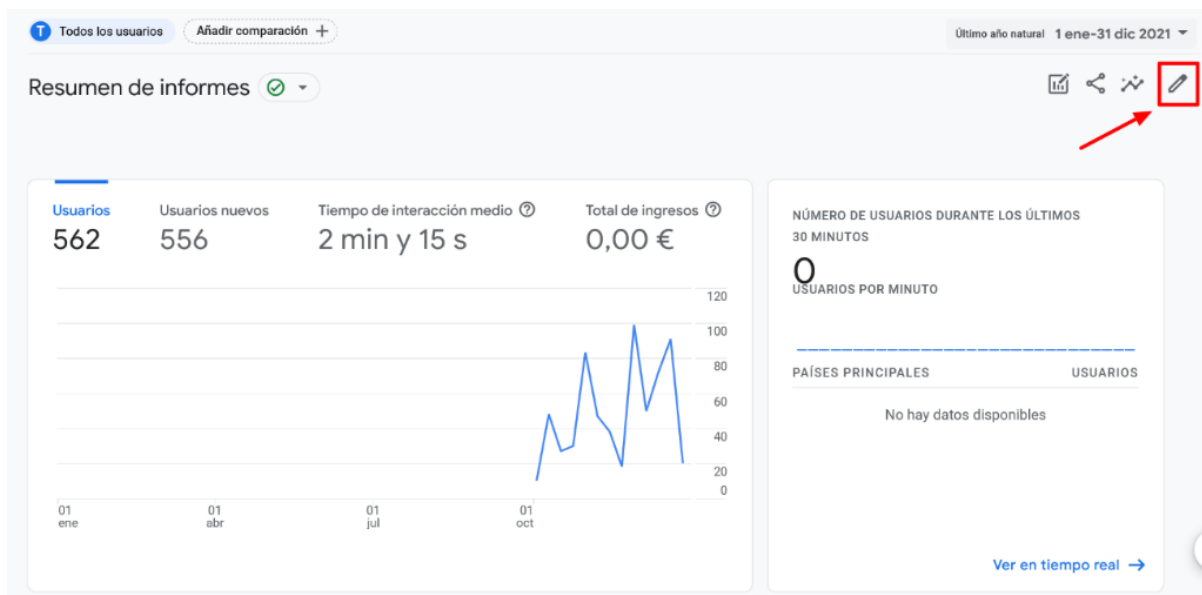 T Todos los usuarios Añadir comparación +
Último año natural 1 ene-31 dic 2021
Resumen de informes
Usuarios Usuarios nuevos Tiempo de interacción medio Total de ingresos
562 556 2 min y 15 s 0,00 €
120
100
80
60
40
20
0
01 01 01 01
ene abr jul oct
NÚMERO DE USUARIOS DURANTE LOS ÚLTIMOS
30 MINUTOS
0
USUARIOS POR MINUTO
PAÍSES PRINCIPALES USUARIOS
No hay datos disponibles
Ver en tiempo real →